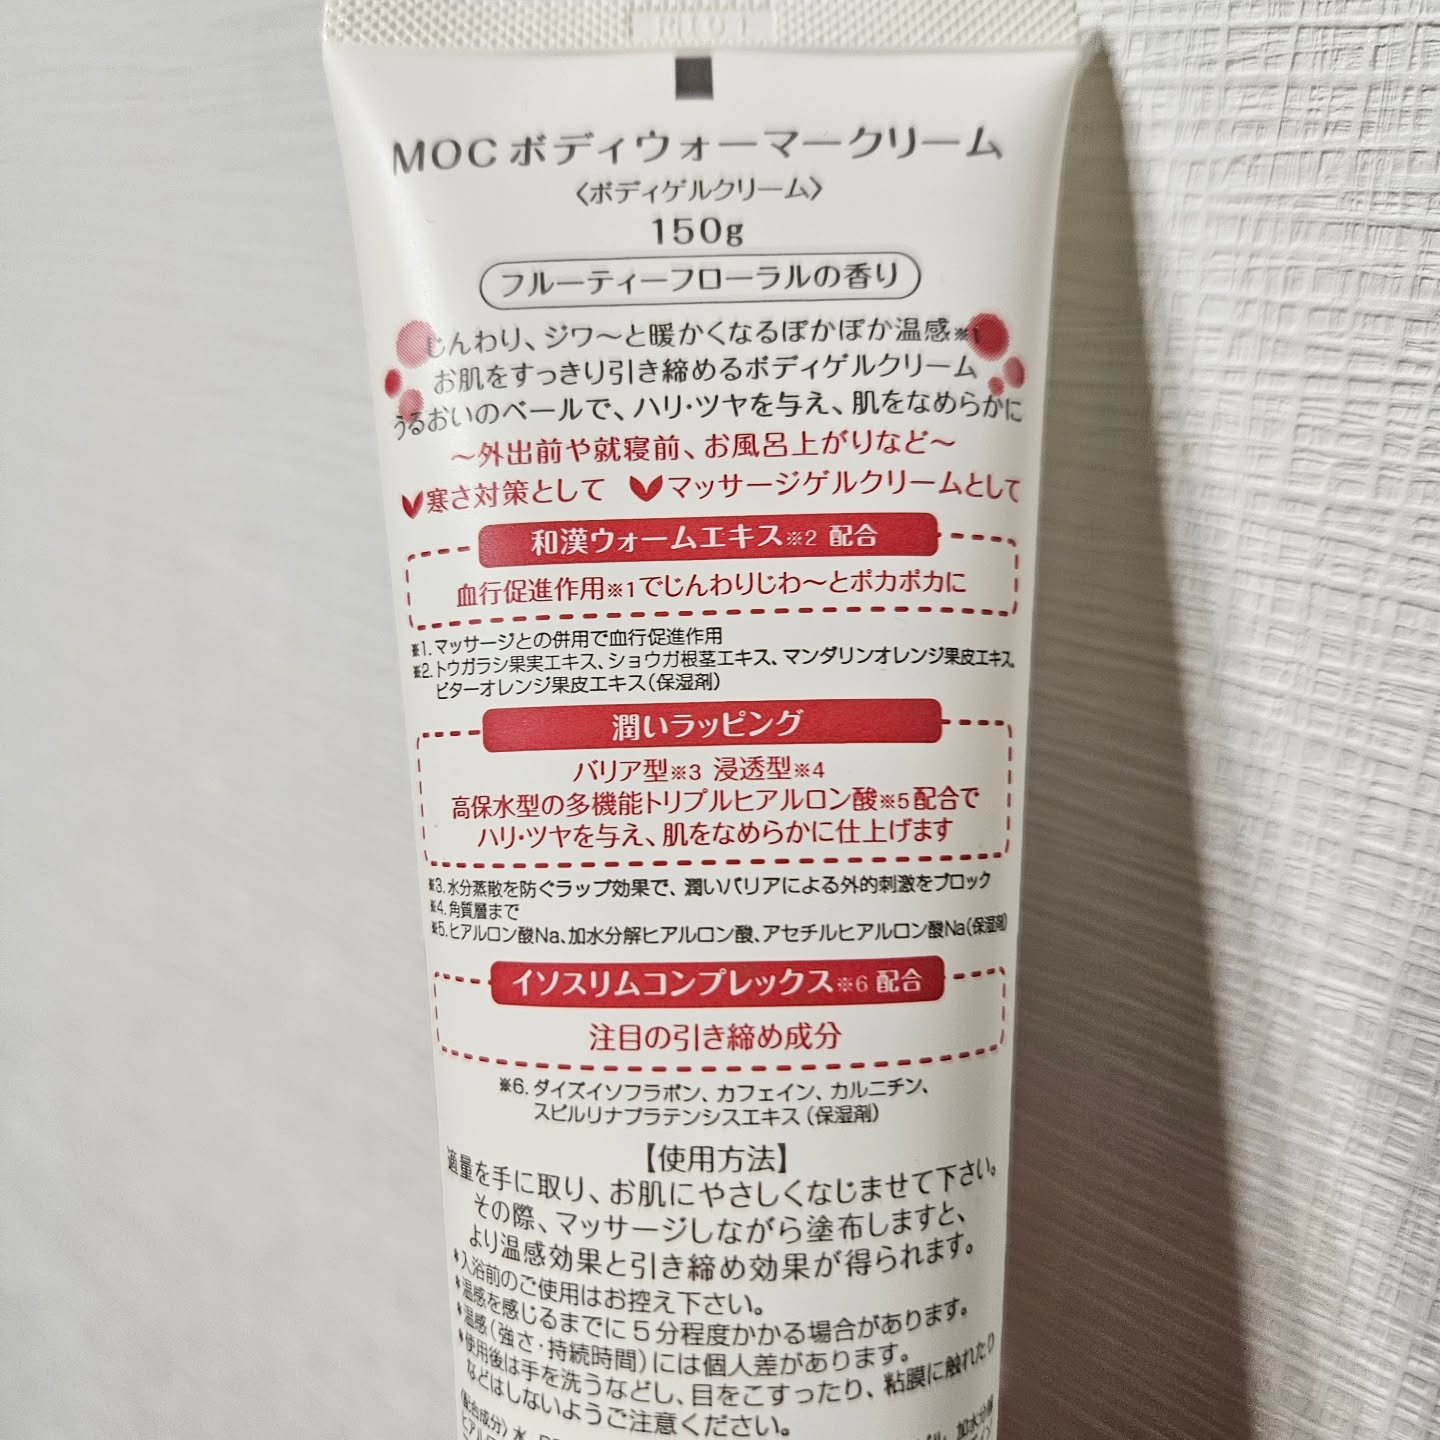 MOCボディウォーマークリーム
〈ボディゲルクリーム〉
150g
フルーティーフローラルの香り
じんわり、ジワ～と暖かくなるぽかぽか温感※1
お肌をすっきり引き締めるボディゲルクリーム
うるおいのベールで、ハリ・ツヤを与え、肌をなめらかに
～外出前や就寝前、お風呂上がりなど～
寒さ対策として マッサージゲルクリームとして
和漢ウォームエキス※2 配合
血行促進作用※1でじんわりじわ～とポカポカに
※1.マッサージとの併用で血行促進作用
※2.トウガラシ果実エキス、ショウガ根茎エキス、マンダリンオレンジ果皮エキス、
ビターオレンジ果皮エキス(保湿剤)
潤いラッピング
バリア型※3 浸透型※4
高保水型の多機能トリプルヒアルロン酸※5配合で
ハリ・ツヤを与え、肌をなめらかに仕上げます
※3.水分蒸散を防ぐラップ効果で、潤いバリアによる外的刺激をブロック
※4.角質層まで
※5.ヒアルロン酸Na、加水分解ヒアルロン酸、アセチルヒアルロン酸Na(保湿剤)
イソスリムコンプレックス※6 配合
注目の引き締め成分
※6.ダイズイソフラボン、カフェイン、カルニチン、
スピルリナプラテンシスエキス(保湿剤)
【使用方法】
適量を手に取り、お肌にやさしくなじませて下さい。
その際、マッサージしながら塗布しますと、
より温感効果と引き締め効果が得られます。
*入浴前のご使用はお控え下さい。
*温感を感じるまでに5分程度かかる場合があります。
*温感(強さ・持続時間)には個人差があります。
*使用後は手を洗うなどし、目をこすったり、粘膜に触れたり
などはしないようご注意ください。
〈配合成分〉水、